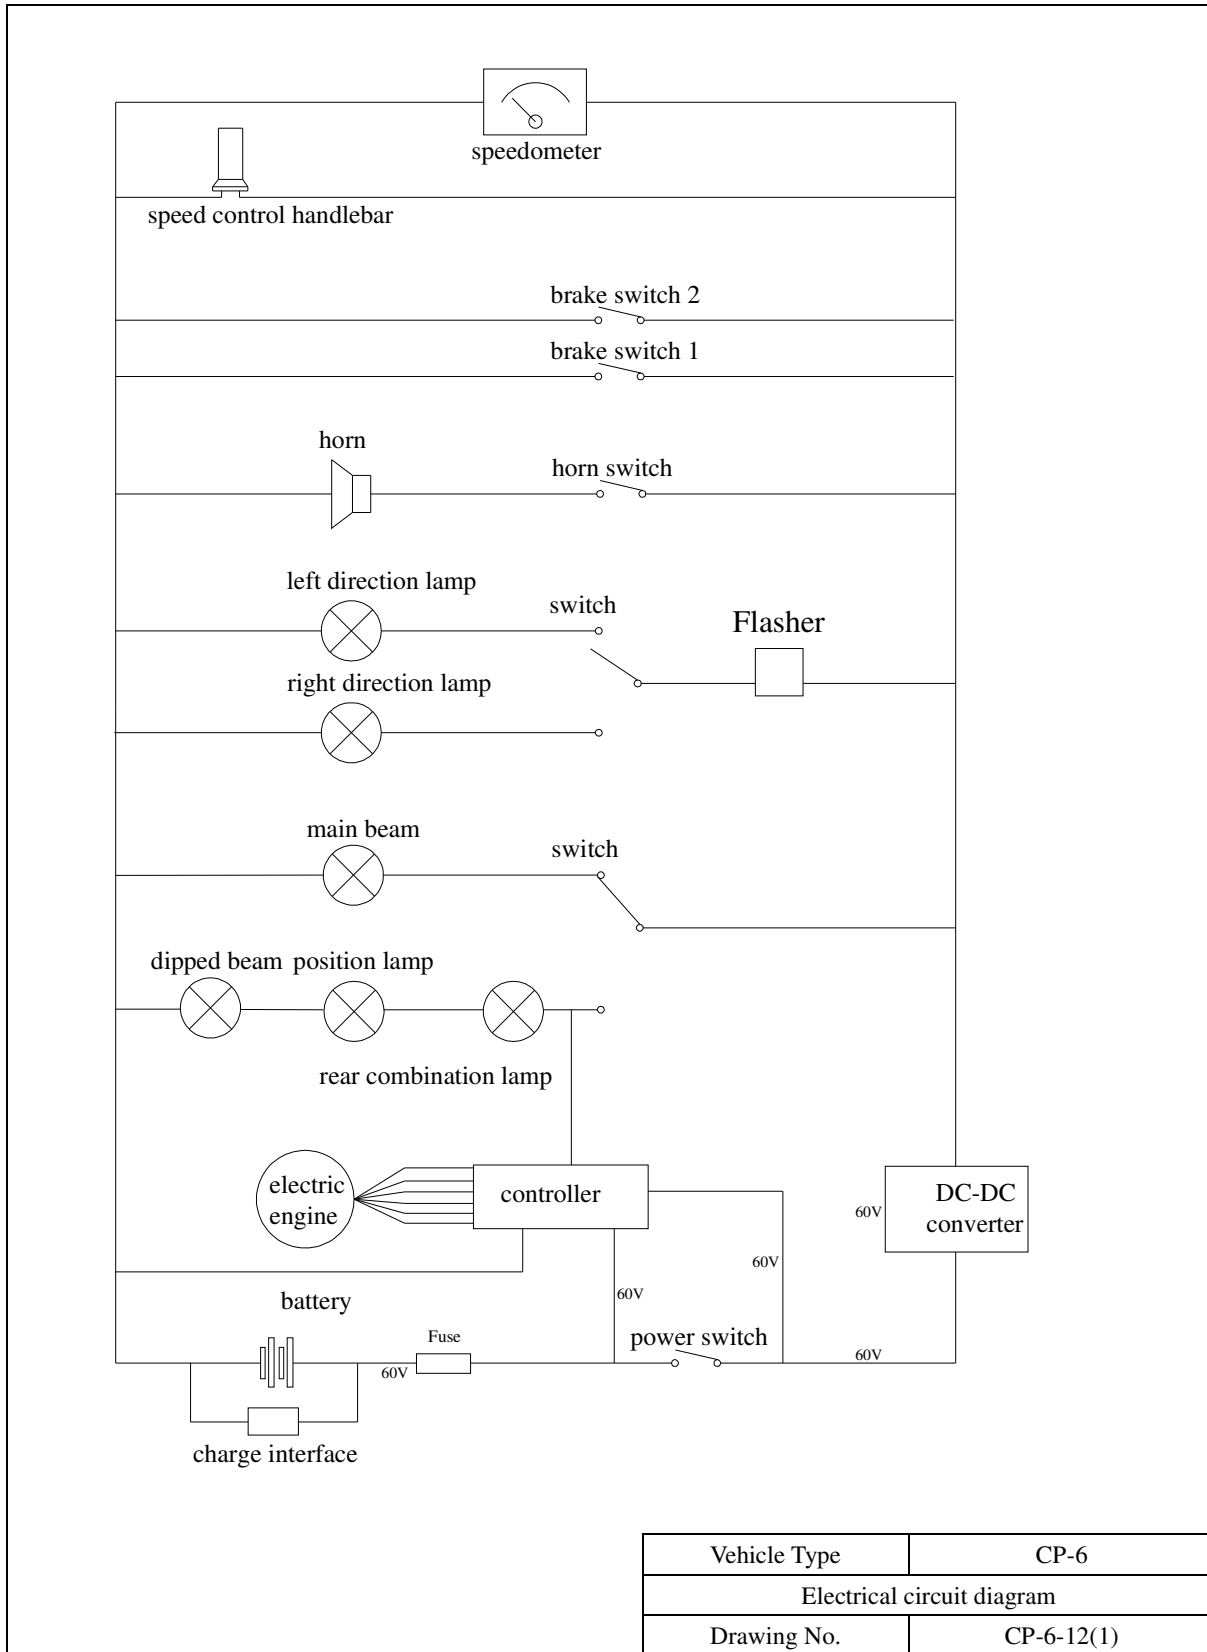 speedometer
speed control handlebar
brake switch 2
brake switch 1
horn
horn switch
left direction lamp
switch
Flasher
right direction lamp
main beam
switch
dipped beam position lamp
rear combination lamp
electric
engine
controller
DC-DC
converter
60V
60V
60V
battery
Fuse
power switch
60V
60V
charge interface
Vehicle Type CP-6
Electrical circuit diagram
Drawing No. CP-6-12(1)